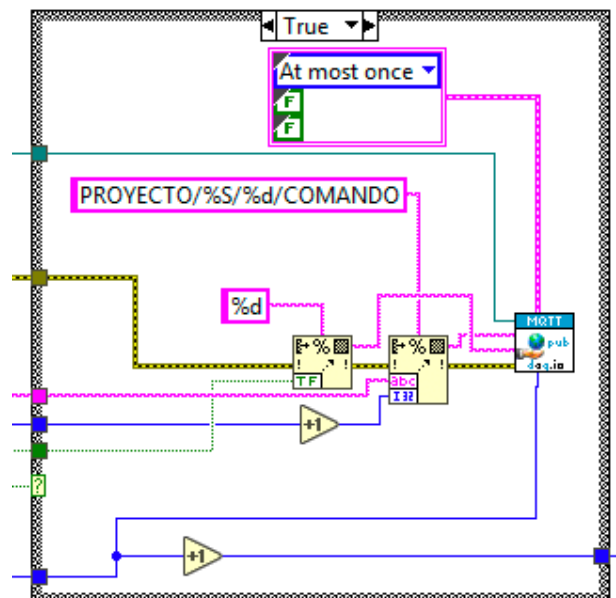 True
At most once
F
F
PROYECTO/%S/%d/COMANDO
%d
MQTT
pub
daq.io
%
TF
%
abc
I32
+1
?
+1